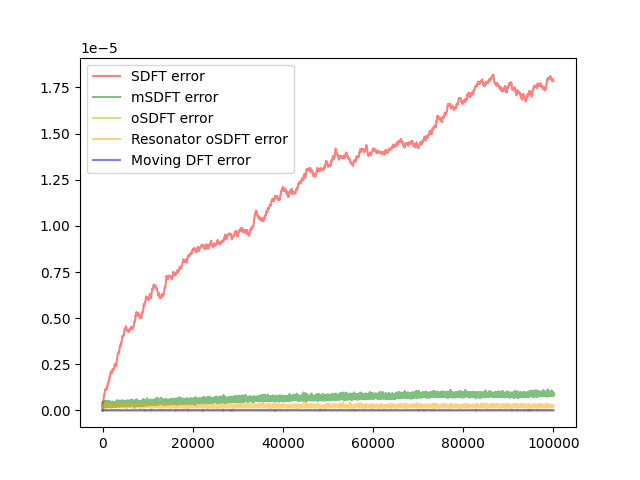 1e−5
SDFT error
mSDFT error
oSDFT error
Resonator oSDFT error
Moving DFT error
1.75
1.50
1.25
1.00
0.75
0.50
0.25
0.00
0 20000 40000 60000 80000 100000